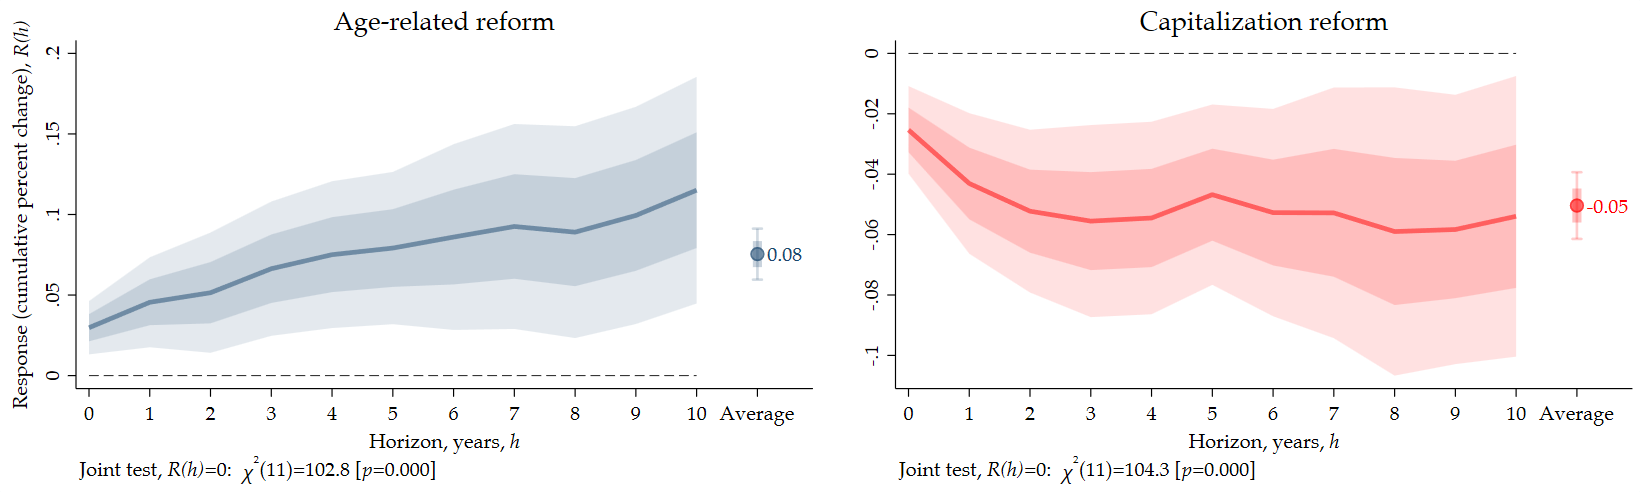 Age-related reform
Response (cumulative percent change), R(h)
.2
.15
.1
.05
0
0 1 2 3 4 5 6 7 8 9 10 Average
0.08
Horizon, years, h
Joint test, R(h)=0: χ²(11)=102.8 [p=0.000]
Capitalization reform
0
-.02
-.04
-.06
-.08
-.1
0 1 2 3 4 5 6 7 8 9 10 Average
-0.05
Horizon, years, h
Joint test, R(h)=0: χ²(11)=104.3 [p=0.000]